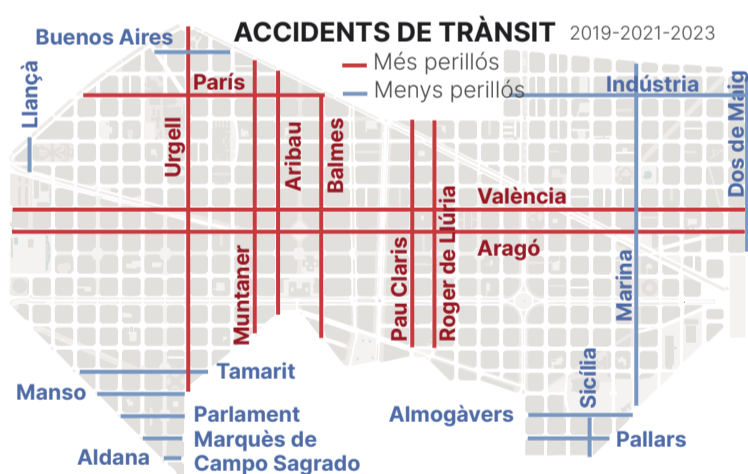 ACCIDENTS DE TRÀNSIT 2019-2021-2023
Més perillós
Menys perillós
Buenos Aires
Llançà
París
Urgell
Aribau
Balmes
Indústria
Dos de Maig
València
Aragó
Muntaner
Pau Claris
Roger de Llúria
Marina
Tamarit
Manso
Parlament
Marquès de
Campo Sagrado
Aldana
Almogàvers
Sicília
Pallars